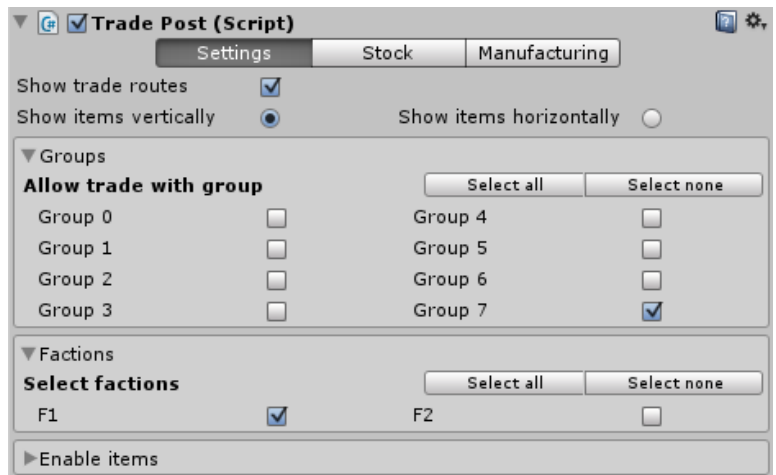 Trade Post (Script)
Settings Stock Manufacturing
Show trade routes
Show items vertically Show items horizontally
Groups
Allow trade with group Select all Select none
Group 0 Group 4
Group 1 Group 5
Group 2 Group 6
Group 3 Group 7
Factions
Select factions Select all Select none
F1 F2
Enable items